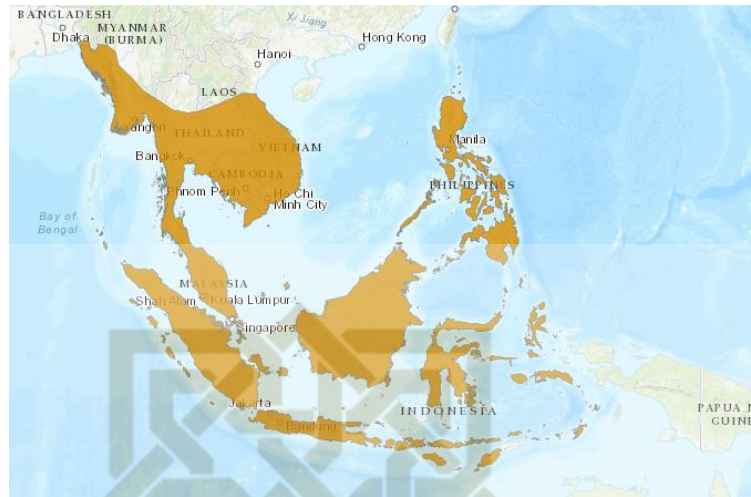 BANGLADESH
Dhaka
MYANMAR
(BURMA)
Xi Jiang
Hanoi
Hong Kong
LAOS
Yangon
THAILAND
VIETNAM
Bangkok
CAMBODIA
Phnom Penh
Ho Chi
Minh City
Manila
PHILIPPINES
Bay of
Bengal
MALAYSIA
Shah Alam
Kuala Lumpur
Singapore
Jakarta
Bandung
INDONESIA
PAPUA N
GUIN